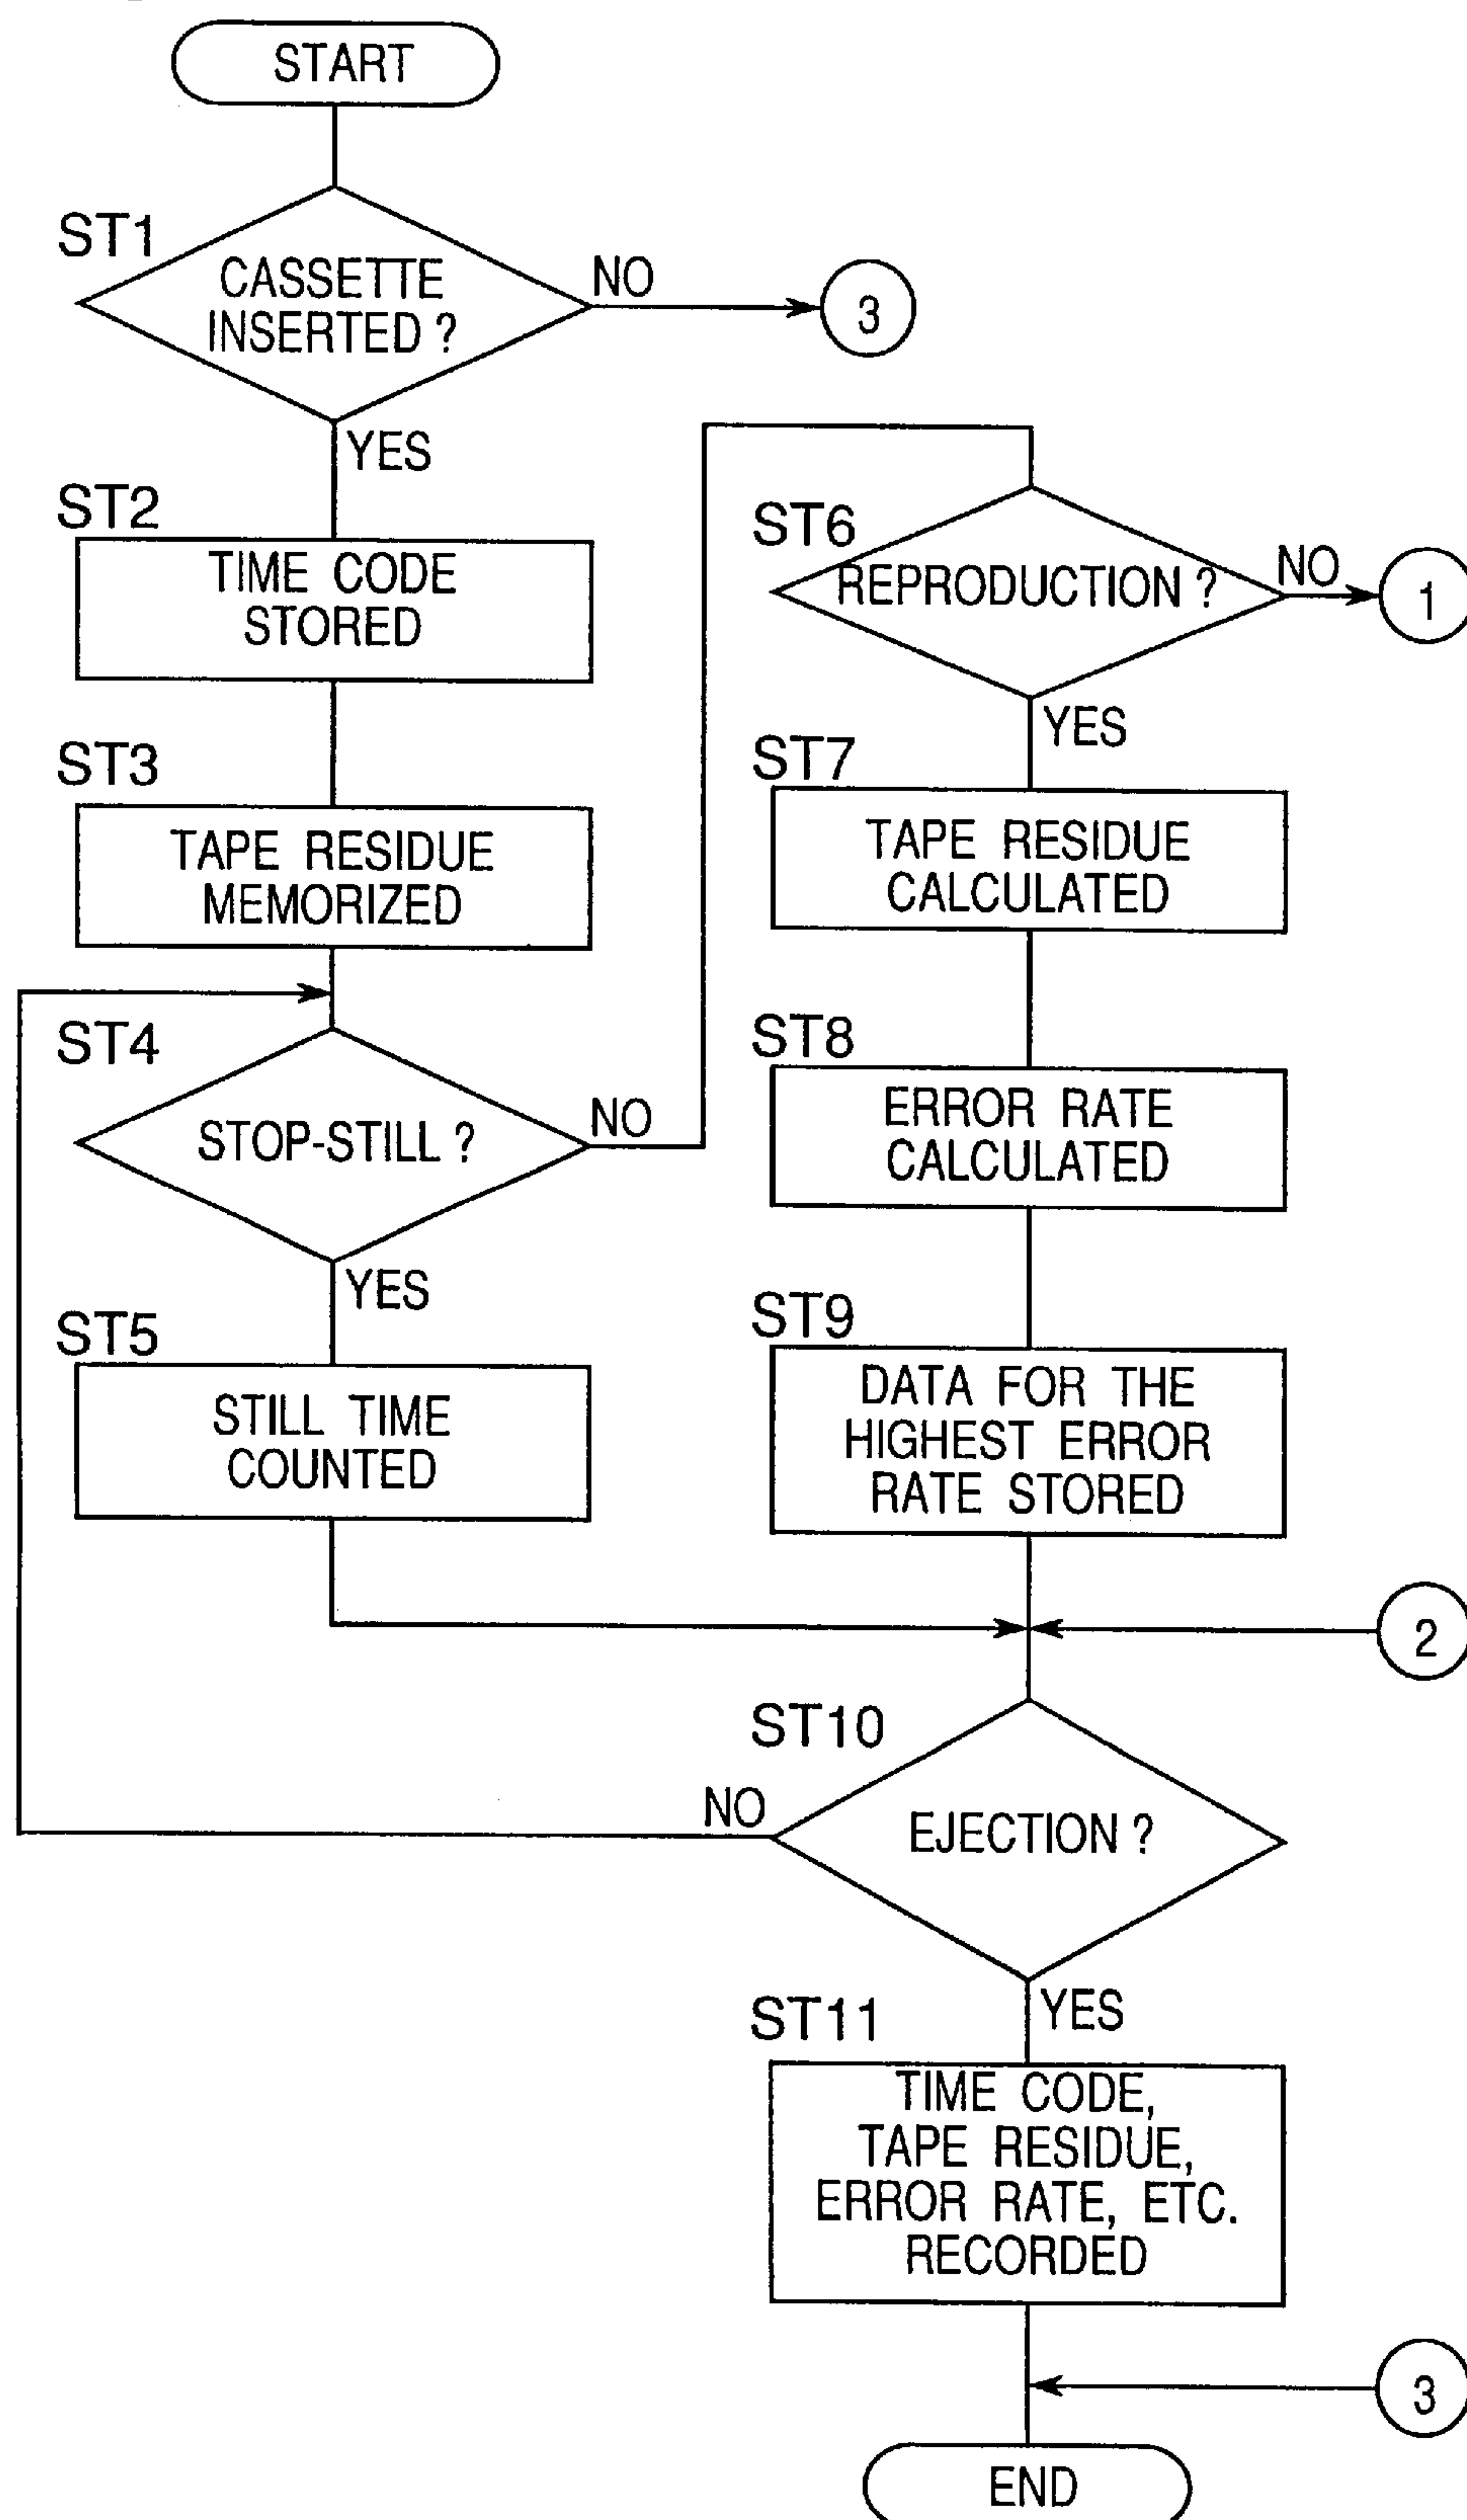 START
ST1
CASSETTE
INSERTED ?
NO
3
YES
ST2
TIME CODE
STORED
ST3
TAPE RESIDUE
MEMORIZED
ST4
STOP-STILL ?
NO
YES
ST5
STILL TIME
COUNTED
ST6
REPRODUCTION ?
NO
1
YES
ST7
TAPE RESIDUE
CALCULATED
ST8
ERROR RATE
CALCULATED
ST9
DATA FOR THE
HIGHEST ERROR
RATE STORED
2
ST10
NO
EJECTION ?
YES
ST11
TIME CODE,
TAPE RESIDUE,
ERROR RATE, ETC.
RECORDED
3
END